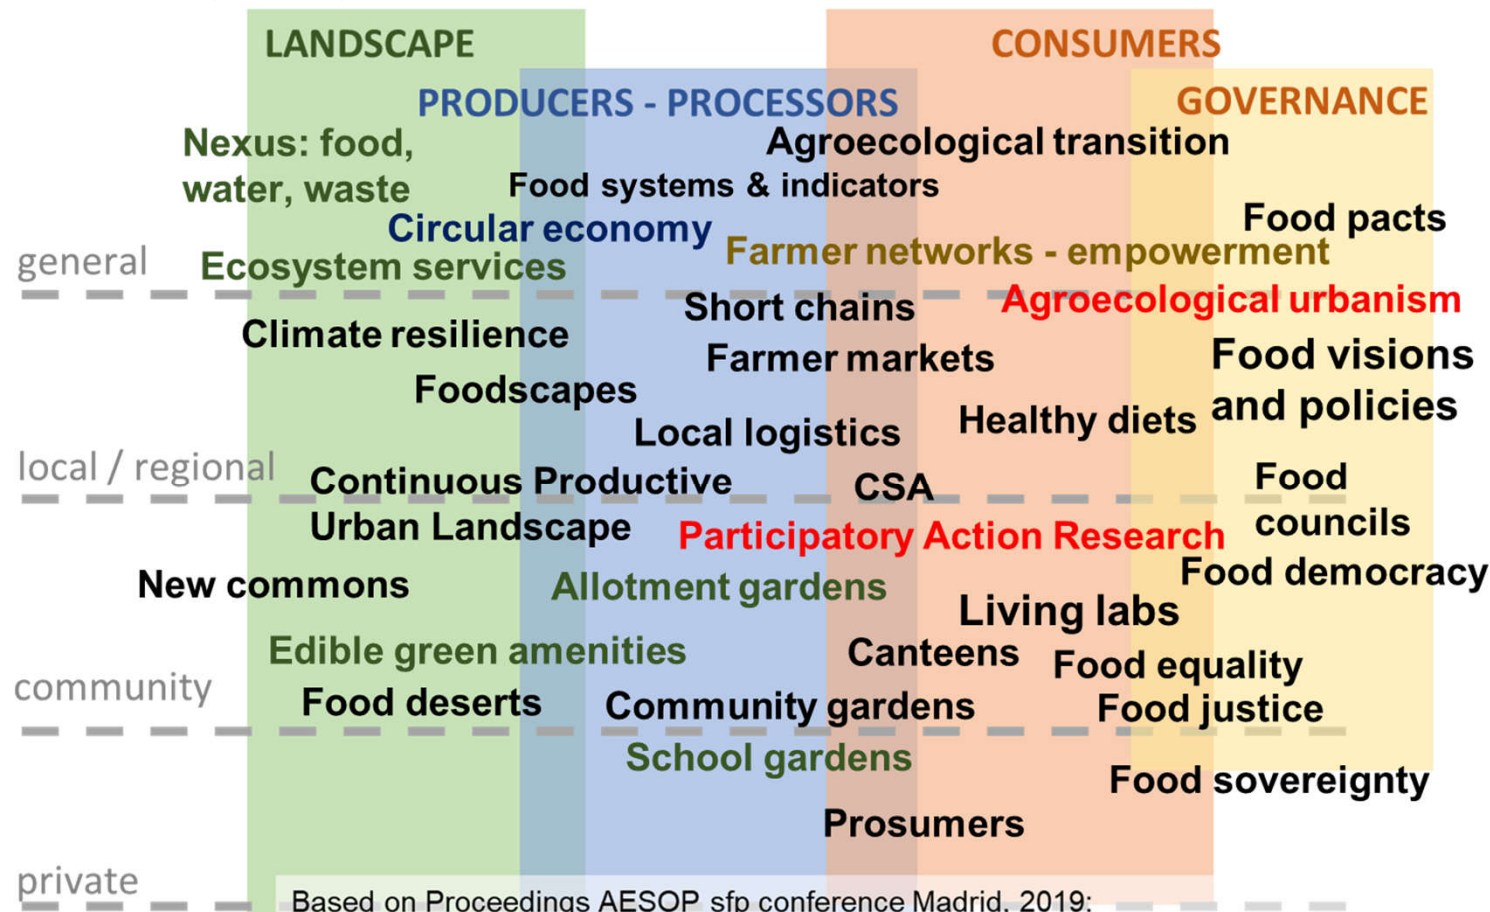 LANDSCAPE
CONSUMERS
PRODUCERS - PROCESSORS
GOVERNANCE
Nexus: food,
water, waste
Agroecological transition
Food systems & indicators
Circular economy
Food pacts
Farmer networks - empowerment
general
Ecosystem services
Agroecological urbanism
Short chains
Climate resilience
Farmer markets
Food visions
and policies
Foodscapes
Healthy diets
Local logistics
local / regional
Continuous Productive
Urban Landscape
CSA
Food
councils
Participatory Action Research
Food democracy
New commons
Allotment gardens
Living labs
Edible green amenities
Canteens
Food equality
community
Food deserts
Community gardens
Food justice
School gardens
Food sovereignty
Prosumers
private
Based on Proceedings AESOP sfp conference Madrid, 2019: